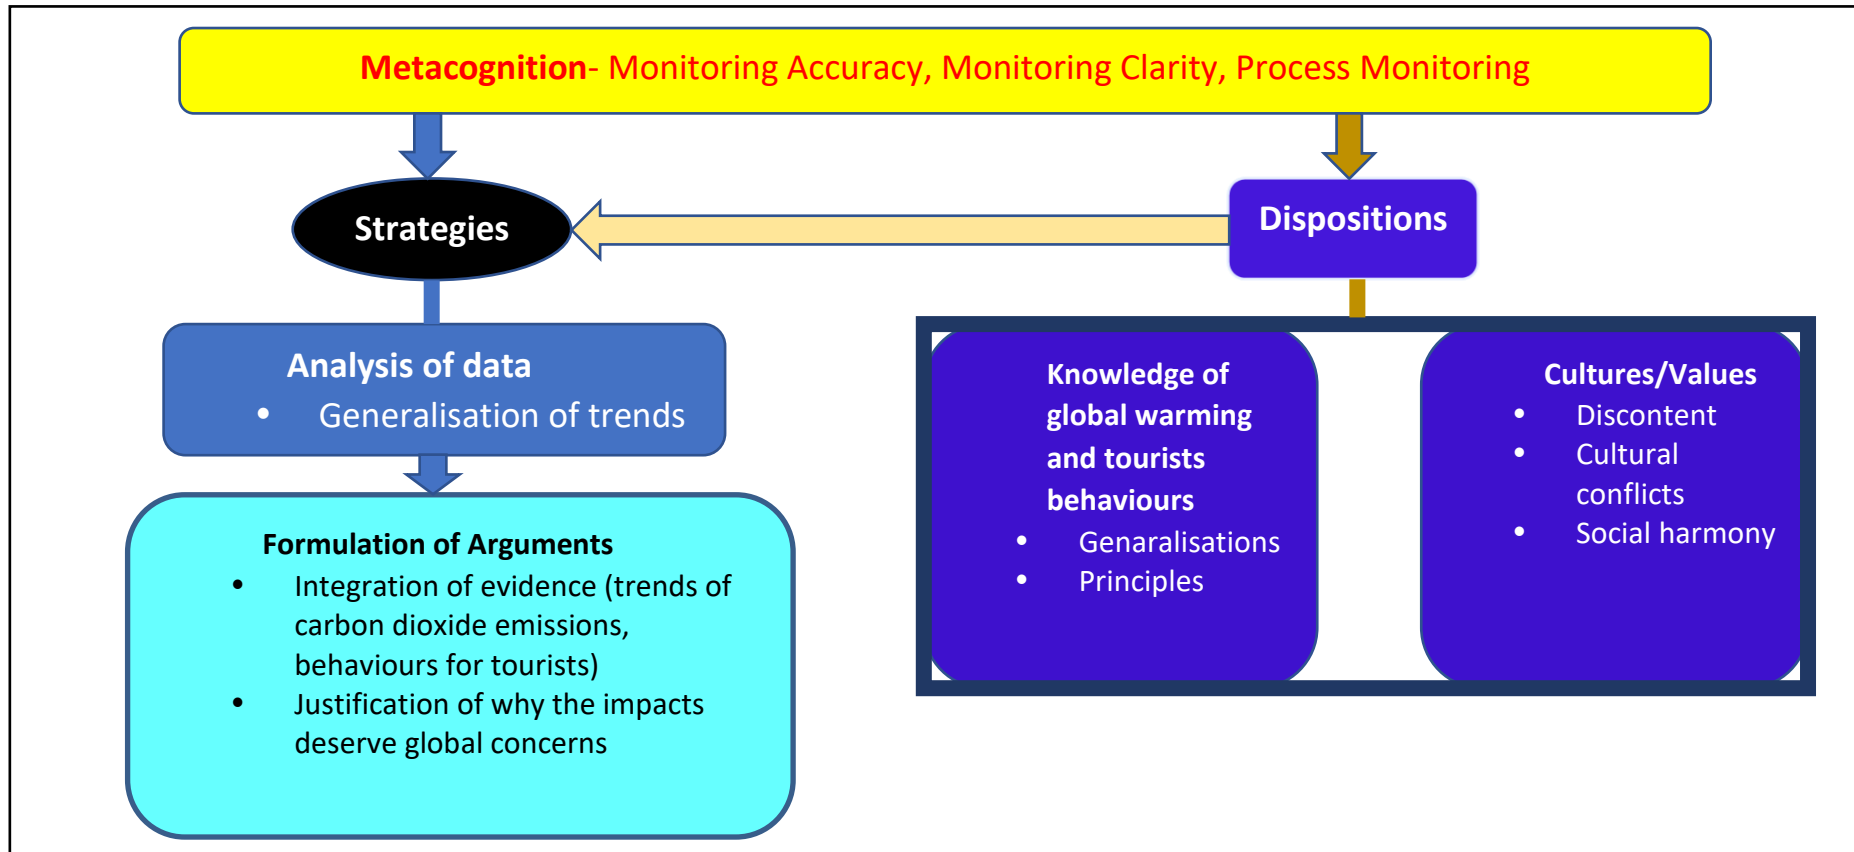 Metacognition- Monitoring Accuracy, Monitoring Clarity, Process Monitoring
Strategies
Dispositions
Analysis of data
• Generalisation of trends
Formulation of Arguments
• Integration of evidence (trends of
carbon dioxide emissions,
behaviours for tourists)
• Justification of why the impacts
deserve global concerns
Knowledge of
global warming
and tourists
behaviours
• Genaralisations
• Principles
Cultures/Values
• Discontent
• Cultural
conflicts
• Social harmony